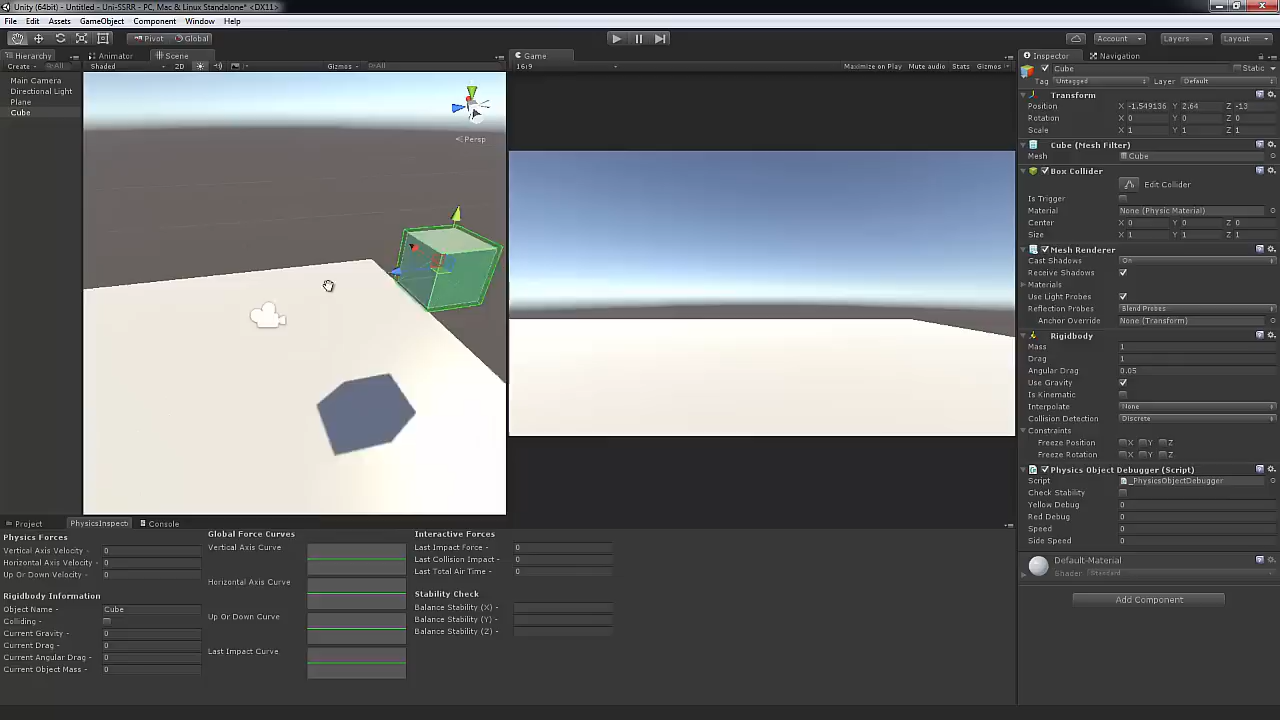 Unity (64bit) - Untitled - Uni-SSRR - PC, Mac & Linux Standalone* <DX11>
File Edit Assets GameObject Component Window Help
Pivot Global Account Layers Layout
Hierarchy Animator Scene Game Inspector Navigation
Create All Shaded 2D Gizmos All 16:9 Maximize on Play Mute audio Stats Gizmos
Main Camera
Directional Light
Plane
Cube
Persp
Cube Static
Tag Untagged Layer Default
Transform
Position X -1.549136 Y 2.64 Z -13
Rotation X 0 Y 0 Z 0
Scale X 1 Y 1 Z 1
Cube (Mesh Filter)
Mesh Cube
Box Collider
Edit Collider
Is Trigger
Material None (Physic Material)
Center X 0 Y 0 Z 0
Size X 1 Y 1 Z 1
Mesh Renderer
Cast Shadows On
Receive Shadows
Materials
Use Light Probes
Reflection Probes Blend Probes
Anchor Override None (Transform)
Rigidbody
Mass 1
Drag 1
Angular Drag 0.05
Use Gravity
Is Kinematic
Interpolate None
Collision Detection Discrete
Constraints
Freeze Position X Y Z
Freeze Rotation X Y Z
Physics Object Debugger (Script)
Script _PhysicsObjectDebugger
Check Stability
Yellow Debug 0
Red Debug 0
Speed 0
Side Speed 0
Default-Material
Shader Standard
Add Component
Project PhysicsInspect Console
Physics Forces
Vertical Axis Velocity - 0
Horizontal Axis Velocity - 0
Up Or Down Velocity - 0
Rigidbody Information
Object Name - Cube
Colliding -
Current Gravity - 0
Current Drag - 0
Current Angular Drag - 0
Current Object Mass - 0
Global Force Curves
Vertical Axis Curve
Horizontal Axis Curve
Up Or Down Curve
Last Impact Curve
Interactive Forces
Last Impact Force - 0
Last Collision Impact - 0
Last Total Air Time - 0
Stability Check
Balance Stability (X) -
Balance Stability (Y) -
Balance Stability (Z) -